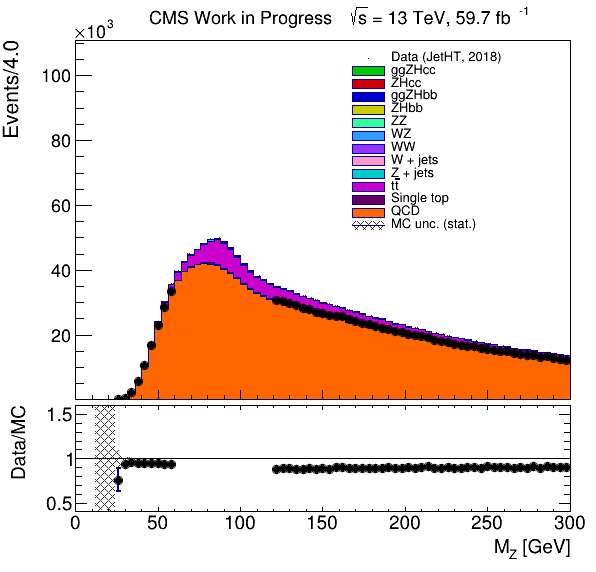 CMS Work in Progress √s = 13 TeV, 59.7 fb⁻¹
×10³
Events/4.0
100
80
60
40
20
Data (JetHT, 2018)
ggZHcc
ZHcc
ggZHbb
ZHbb
ZZ
WZ
WW
W + jets
Z + jets
tt̅
Single top
QCD
MC unc. (stat.)
Data/MC
1.5
1
0.5
0 50 100 150 200 250 300
M_Z [GeV]